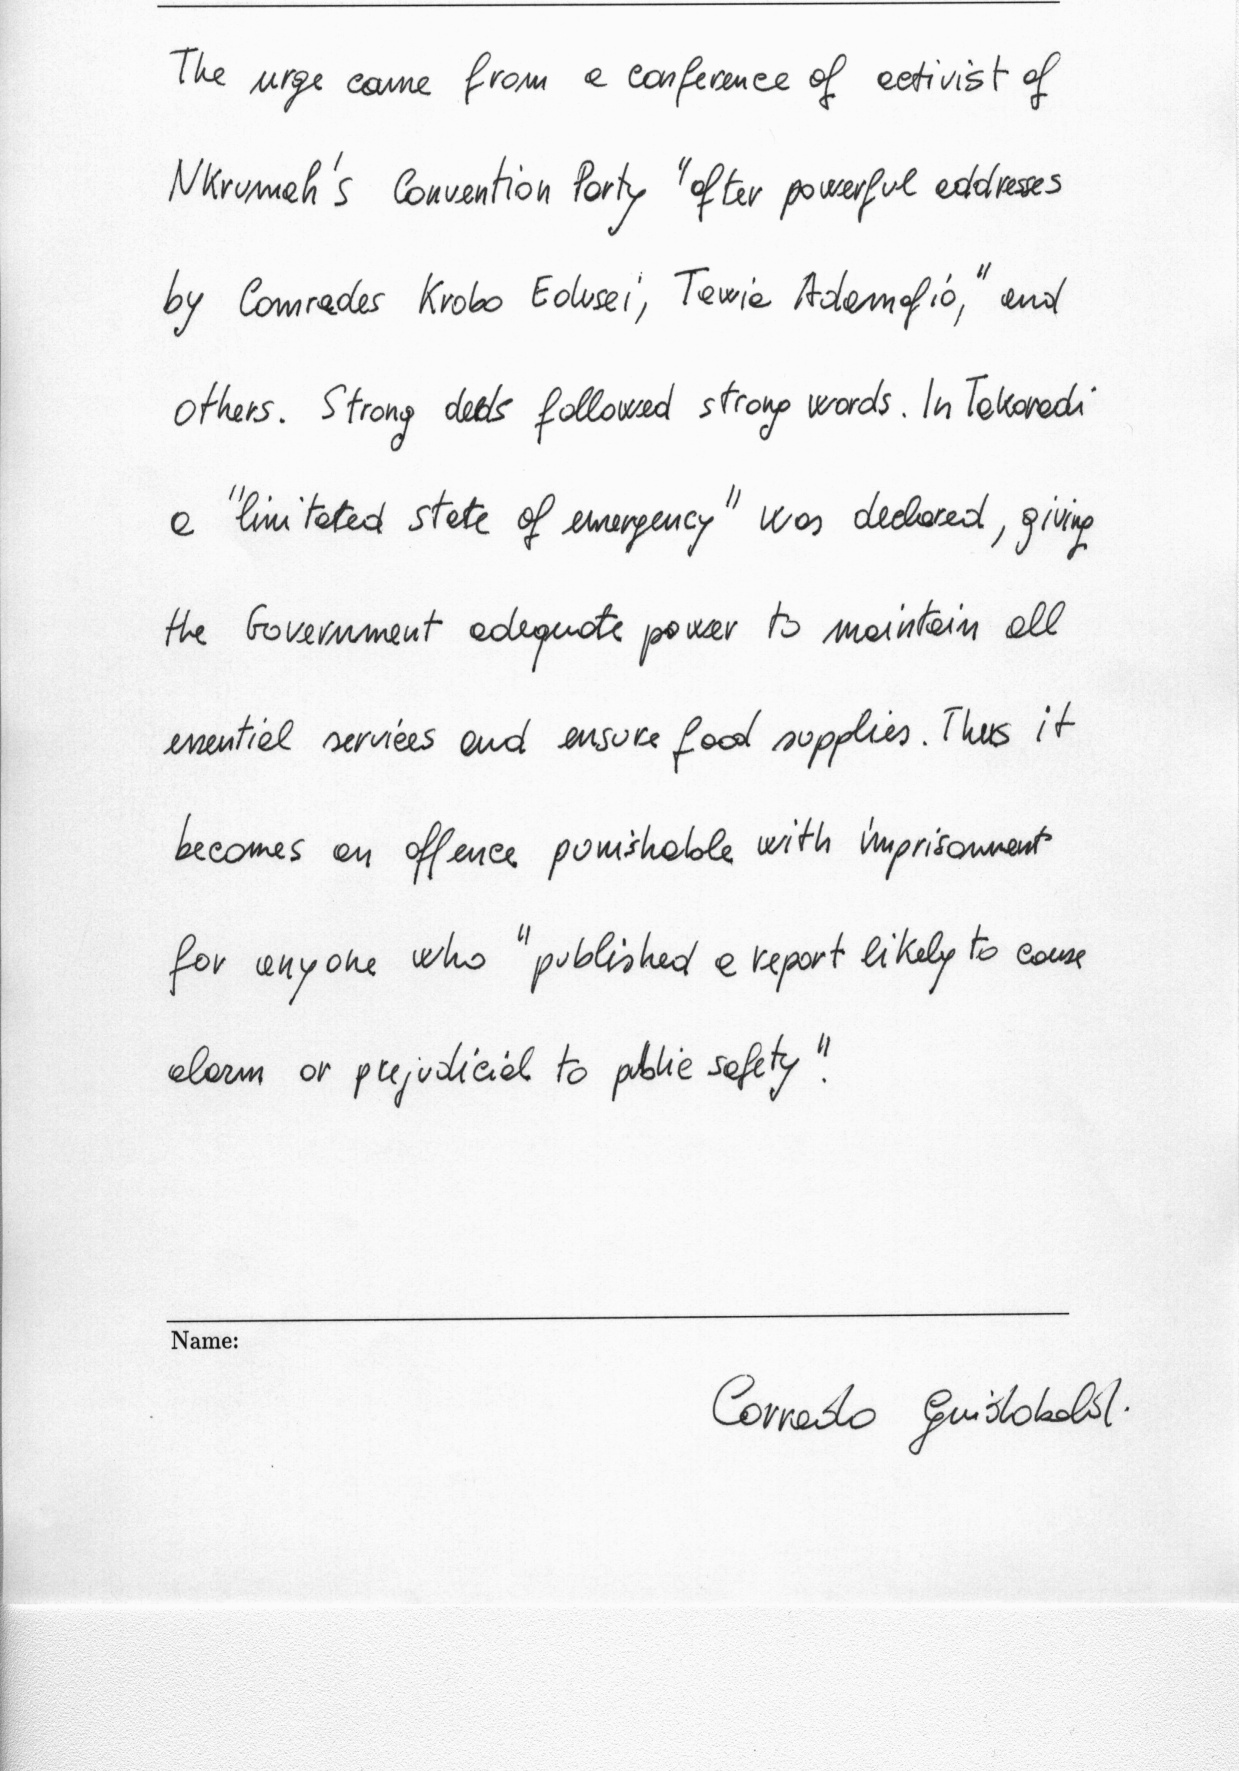 The urge came from a conference of activist of
Nkrumah's Convention Party "after powerful addresses
by Comrades Krobo Edusei, Tawia Adamafio," and
others. Strong deeds followed strong words. In Takoradi
a "limitated state of emergency" was declared, giving
the Government adequate power to maintain all
essential services and ensure food supplies. Thus it
becomes an offence punishable with imprisonment
for anyone who "published a report likely to cause
alarm or prejudicial to public safety".
Name:
Corrado